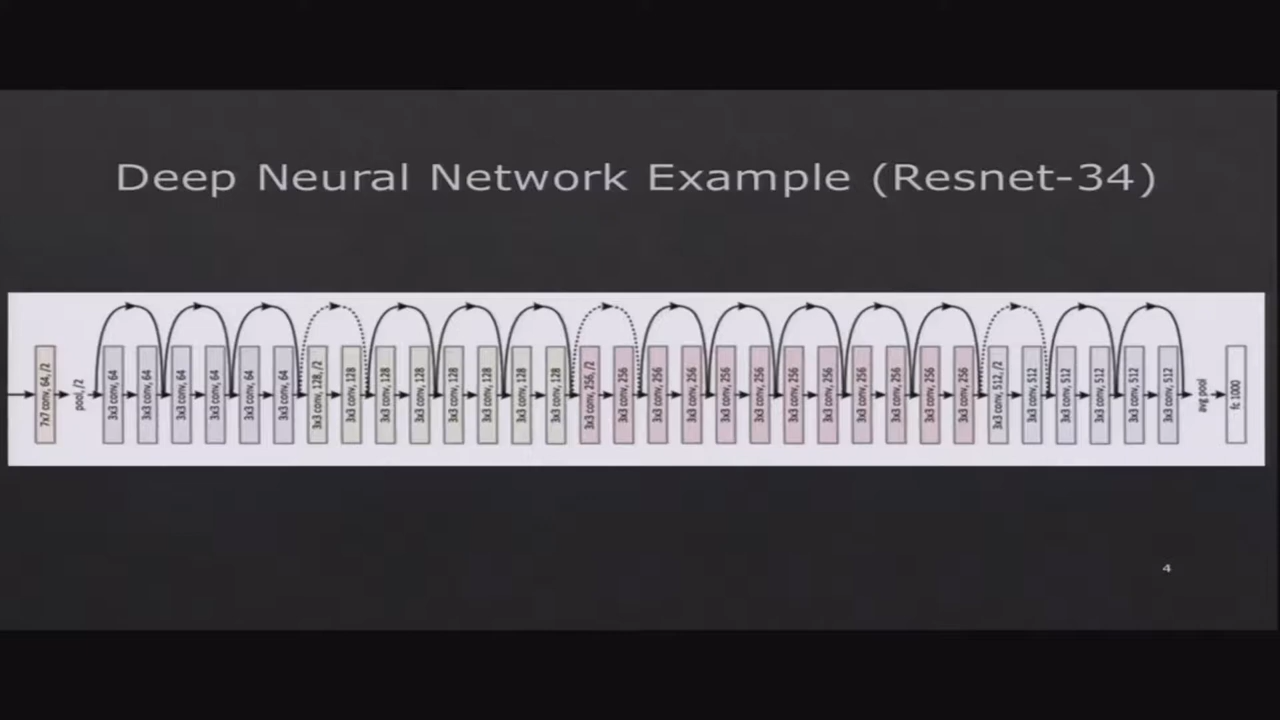 Deep Neural Network Example (Resnet-34)
7x7 conv, 64, /2
pool, /2
3x3 conv, 64
3x3 conv, 64
3x3 conv, 64
3x3 conv, 64
3x3 conv, 64
3x3 conv, 64
3x3 conv, 128, /2
3x3 conv, 128
3x3 conv, 128
3x3 conv, 128
3x3 conv, 128
3x3 conv, 128
3x3 conv, 128
3x3 conv, 128
3x3 conv, 256, /2
3x3 conv, 256
3x3 conv, 256
3x3 conv, 256
3x3 conv, 256
3x3 conv, 256
3x3 conv, 256
3x3 conv, 256
3x3 conv, 256
3x3 conv, 256
3x3 conv, 256
3x3 conv, 256
3x3 conv, 512, /2
3x3 conv, 512
3x3 conv, 512
3x3 conv, 512
3x3 conv, 512
3x3 conv, 512
avg pool
fc 1000
4